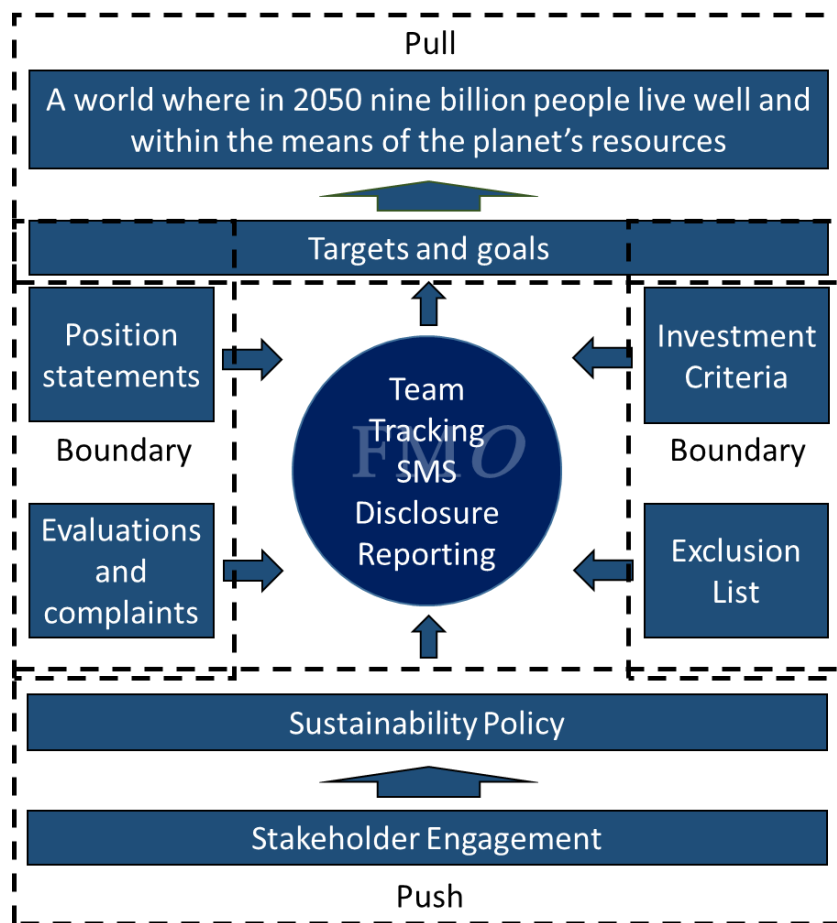 Pull
A world where in 2050 nine billion people live well and
within the means of the planet's resources
Targets and goals
Position
statements
Investment
Criteria
Team
Tracking
FMO
SMS
Disclosure
Reporting
Boundary
Boundary
Evaluations
and
complaints
Exclusion
List
Sustainability Policy
Stakeholder Engagement
Push